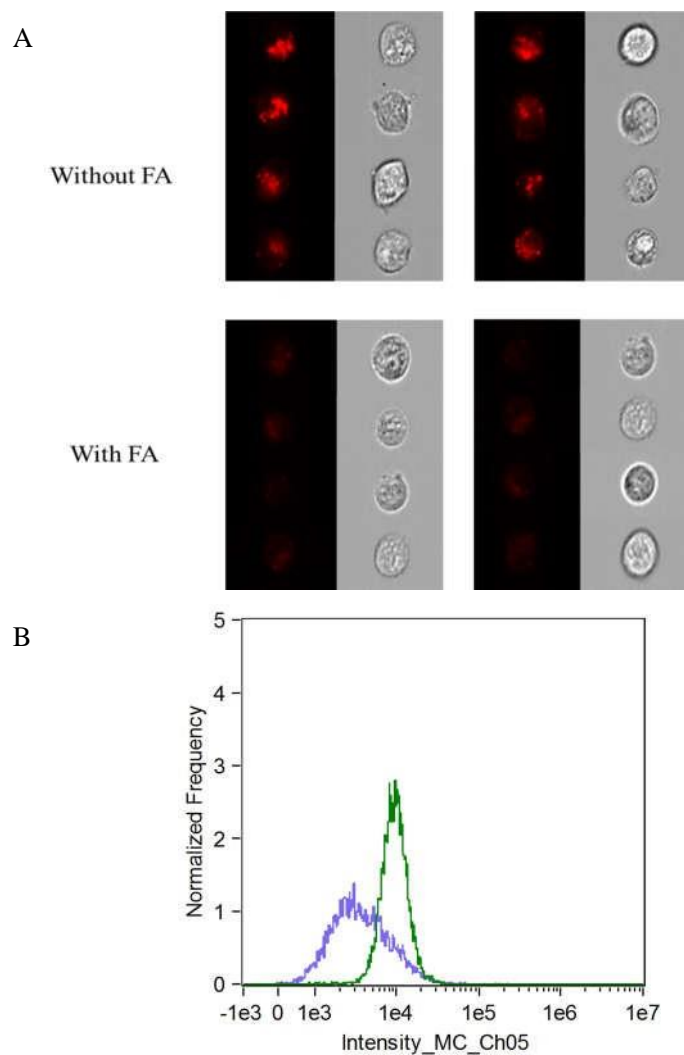 A
Without FA
With FA
B
5
4
3
2
1
0
Normalized Frequency
-1e3 0 1e3 1e4 1e5 1e6 1e7
Intensity_MC_Ch05